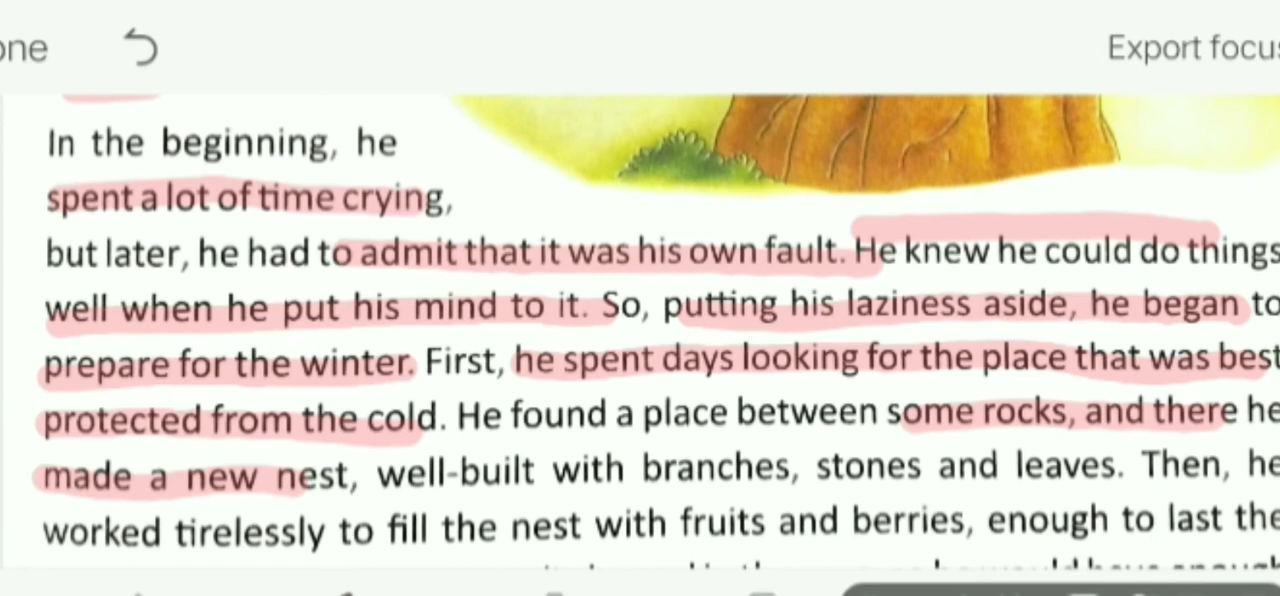 Export
In the beginning, he
spent a lot of time crying,
but later, he had to admit that it was his own fault. He knew he could do things
well when he put his mind to it. So, putting his laziness aside, he began to
prepare for the winter. First, he spent days looking for the place that was best
protected from the cold. He found a place between some rocks, and there he
made a new nest, well-built with branches, stones and leaves. Then, he
worked tirelessly to fill the nest with fruits and berries, enough to last the